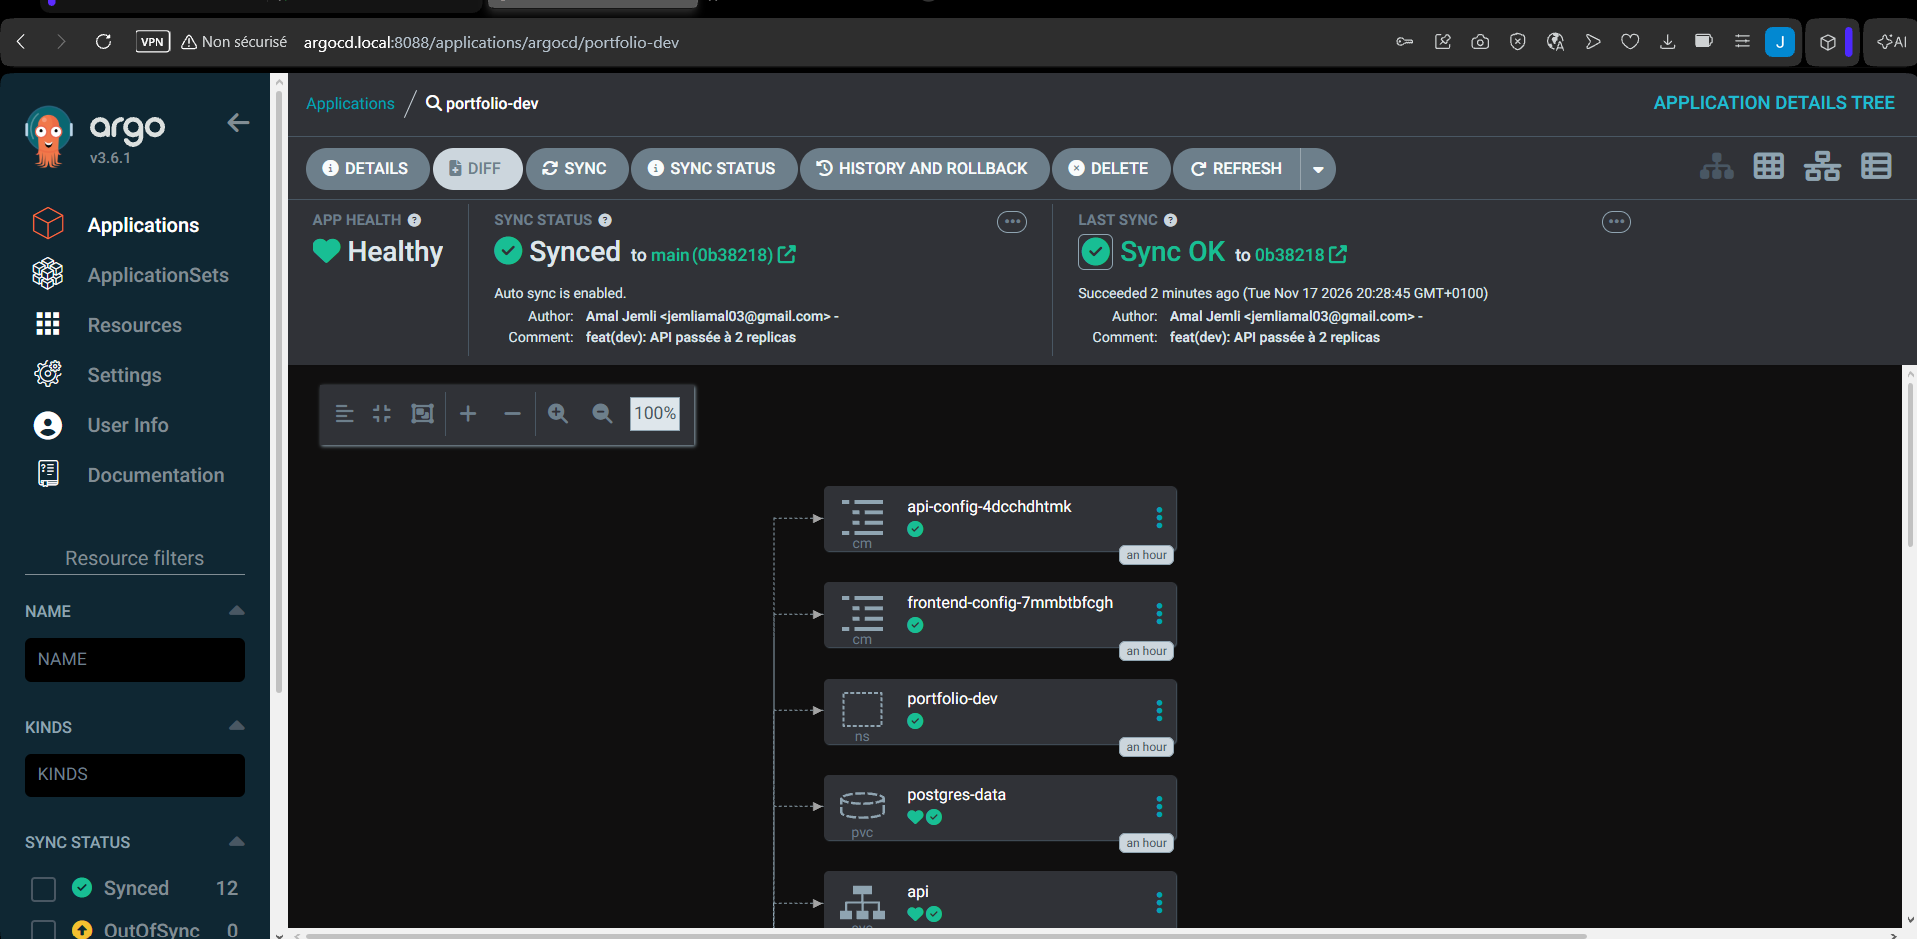 VPN
Non sécurisé
argocd.local:8088/applications/argocd/portfolio-dev
J
AI
argo
v3.6.1
Applications
ApplicationSets
Resources
Settings
User Info
Documentation
Resource filters
NAME
NAME
KINDS
KINDS
SYNC STATUS
Synced 12
OutOfSync 0
Applications / portfolio-dev
APPLICATION DETAILS TREE
DETAILS
DIFF
SYNC
SYNC STATUS
HISTORY AND ROLLBACK
DELETE
REFRESH
APP HEALTH
Healthy
SYNC STATUS
Synced to main (0b38218)
Auto sync is enabled.
Author: Amal Jemli <jemliamal03@gmail.com> -
Comment: feat(dev): API passée à 2 replicas
LAST SYNC
Sync OK to 0b38218
Succeeded 2 minutes ago (Tue Nov 17 2026 20:28:45 GMT+0100)
Author: Amal Jemli <jemliamal03@gmail.com> -
Comment: feat(dev): API passée à 2 replicas
100%
api-config-4dcchdhtmk
cm
an hour
frontend-config-7mmbtbfcgh
cm
an hour
portfolio-dev
ns
an hour
postgres-data
pvc
an hour
api